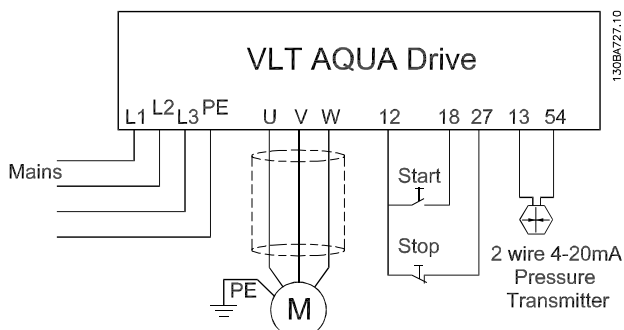 130BA727.10
VLT AQUA Drive
L1 L2 L3 PE U V W 12 18 27 13 54
Mains
Start
Stop
PE
M
2 wire 4-20mA
Pressure
Transmitter